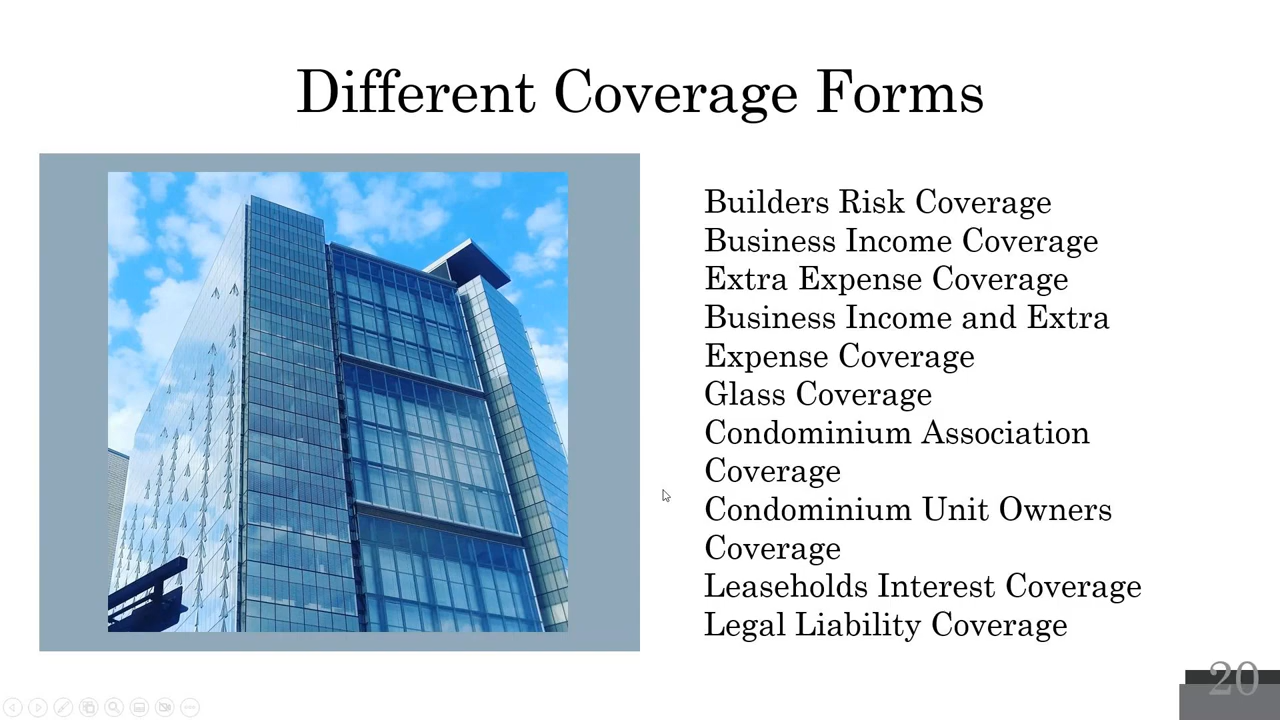 Different Coverage Forms
Builders Risk Coverage
Business Income Coverage
Extra Expense Coverage
Business Income and Extra
Expense Coverage
Glass Coverage
Condominium Association
Coverage
Condominium Unit Owners
Coverage
Leaseholds Interest Coverage
Legal Liability Coverage
20